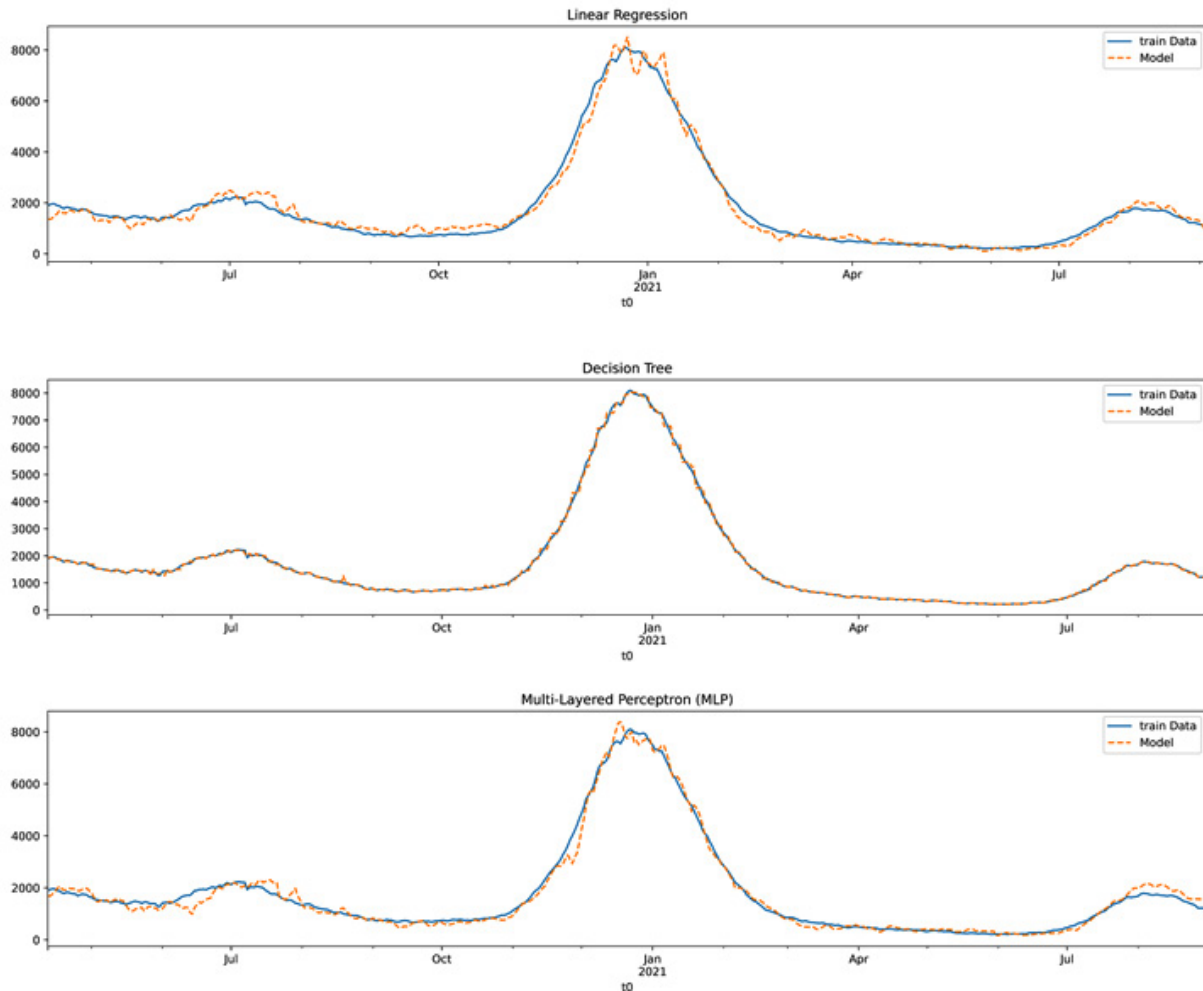 Linear Regression
train Data
Model
8000
6000
4000
2000
0
Jul
Oct
Jan
2021
Apr
Jul
t0
Decision Tree
train Data
Model
8000
7000
6000
5000
4000
3000
2000
1000
0
Jul
Oct
Jan
2021
Apr
Jul
t0
Multi-Layered Perceptron (MLP)
train Data
Model
8000
6000
4000
2000
0
Jul
Oct
Jan
2021
Apr
Jul
t0